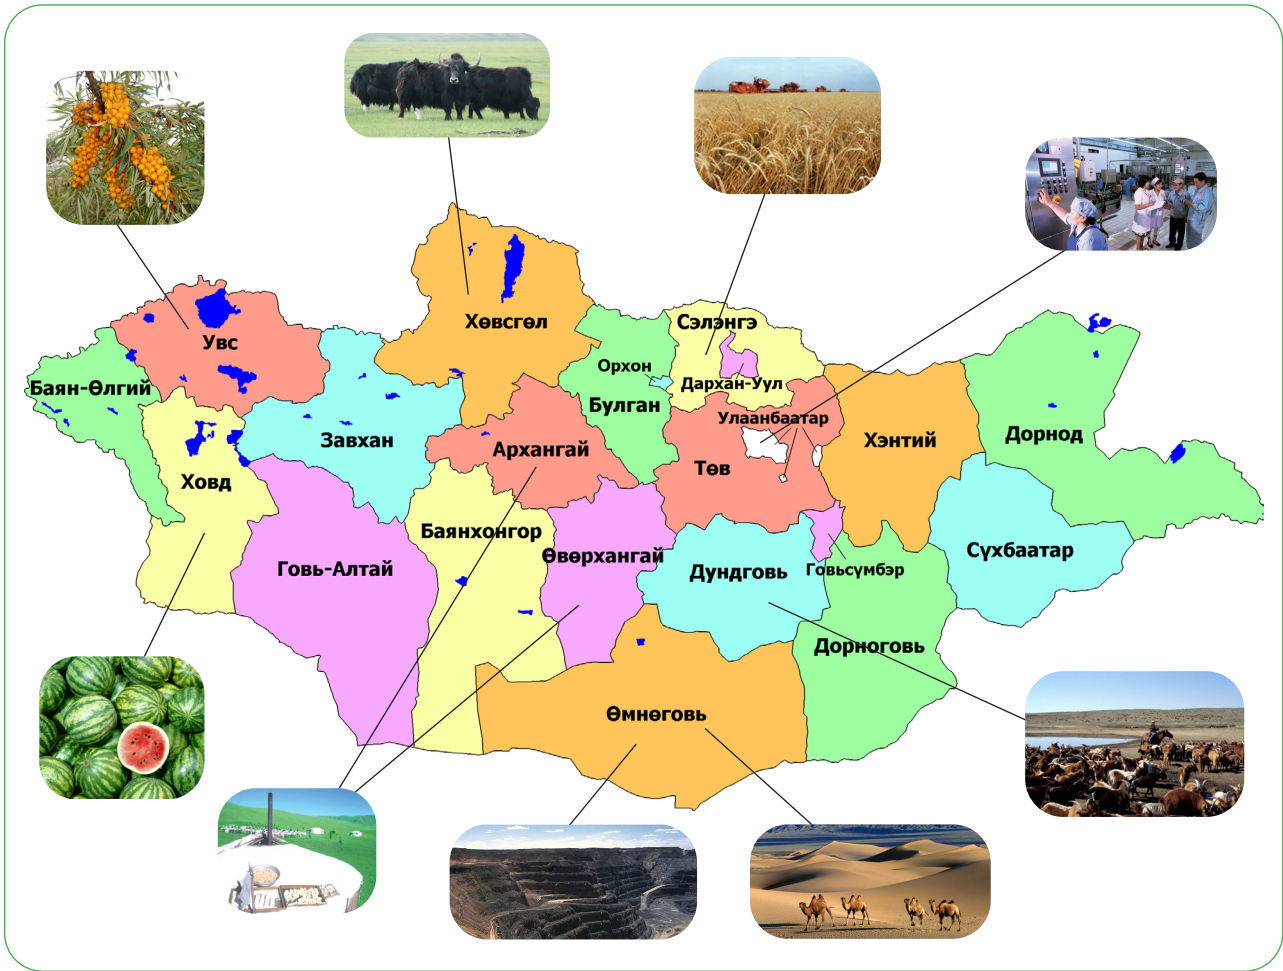 Хөвсгөл
Сэлэнгэ
Увс
Орхон
Дархан-Уул
Баян-Өлгий
Булган
Улаанбаатар
Завхан
Хэнтий
Дорнод
Архангай
Төв
Ховд
Баянхонгор
Өвөрхангай
Сүхбаатар
Говь-Алтай
Дундговь
Говьсүмбэр
Дорноговь
Өмнөговь